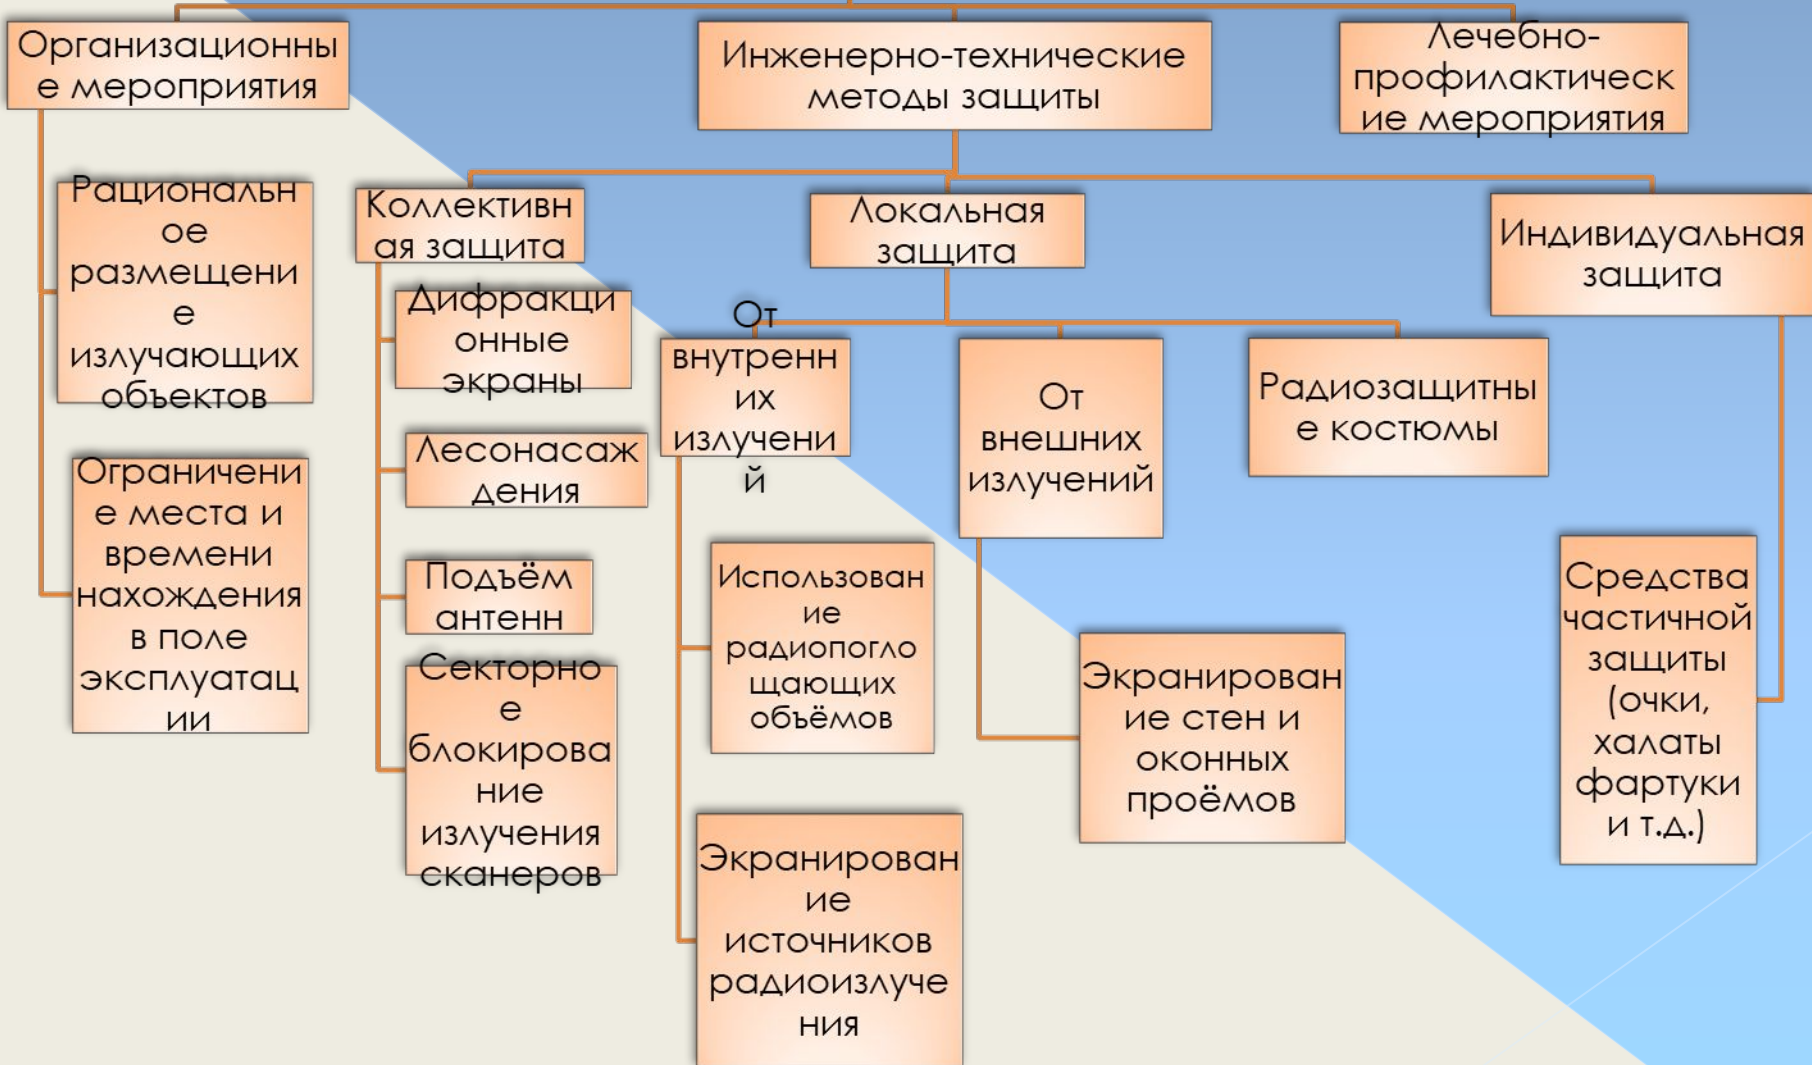 Организационны
е мероприятия
Инженерно-технические
методы защиты
Лечебно-
профилактическ
ие мероприятия
Рациональн
ое
размещени
е
излучающих
объектов
Ограничени
е места и
времени
нахождения
в поле
эксплуатац
ии
Коллективн
ая защита
Дифракци
онные
экраны
Лесонасаж
дения
Подъём
антенн
Секторно
е
блокирова
ние
излучения
сканеров
Локальная
защита
От
внутренн
их
излучени
й
Использован
ие
радиопогло
щающих
объёмов
Экранирован
ие
источников
радиоизлуче
ния
От
внешних
излучений
Экранирован
ие стен и
оконных
проёмов
Радиозащитны
е костюмы
Индивидуальная
защита
Средства
частичной
защиты
(очки,
халаты
фартуки
и т.д.)